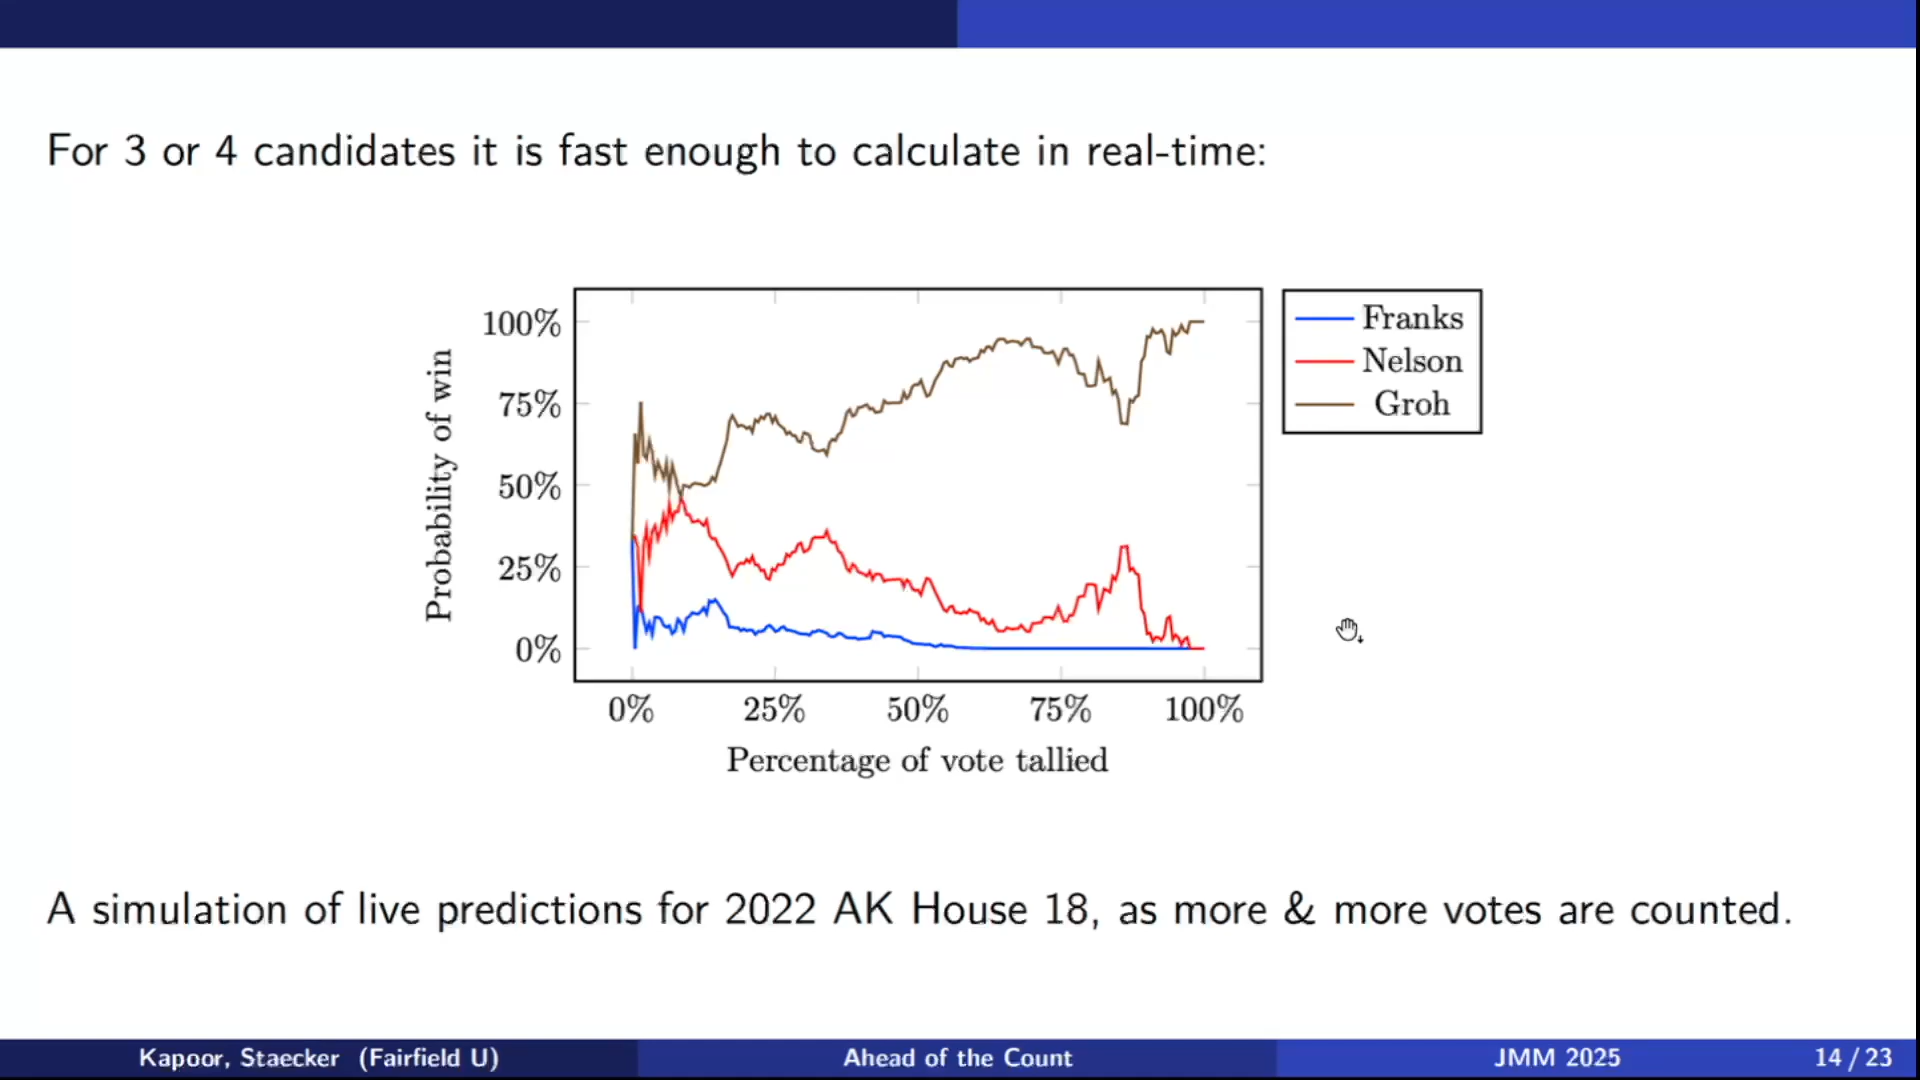 For 3 or 4 candidates it is fast enough to calculate in real-time:
Probability of win
100%
75%
50%
25%
0%
0% 25% 50% 75% 100%
Percentage of vote tallied
Franks
Nelson
Groh
A simulation of live predictions for 2022 AK House 18, as more & more votes are counted.
Kapoor, Staecker (Fairfield U) Ahead of the Count JMM 2025 14 / 23